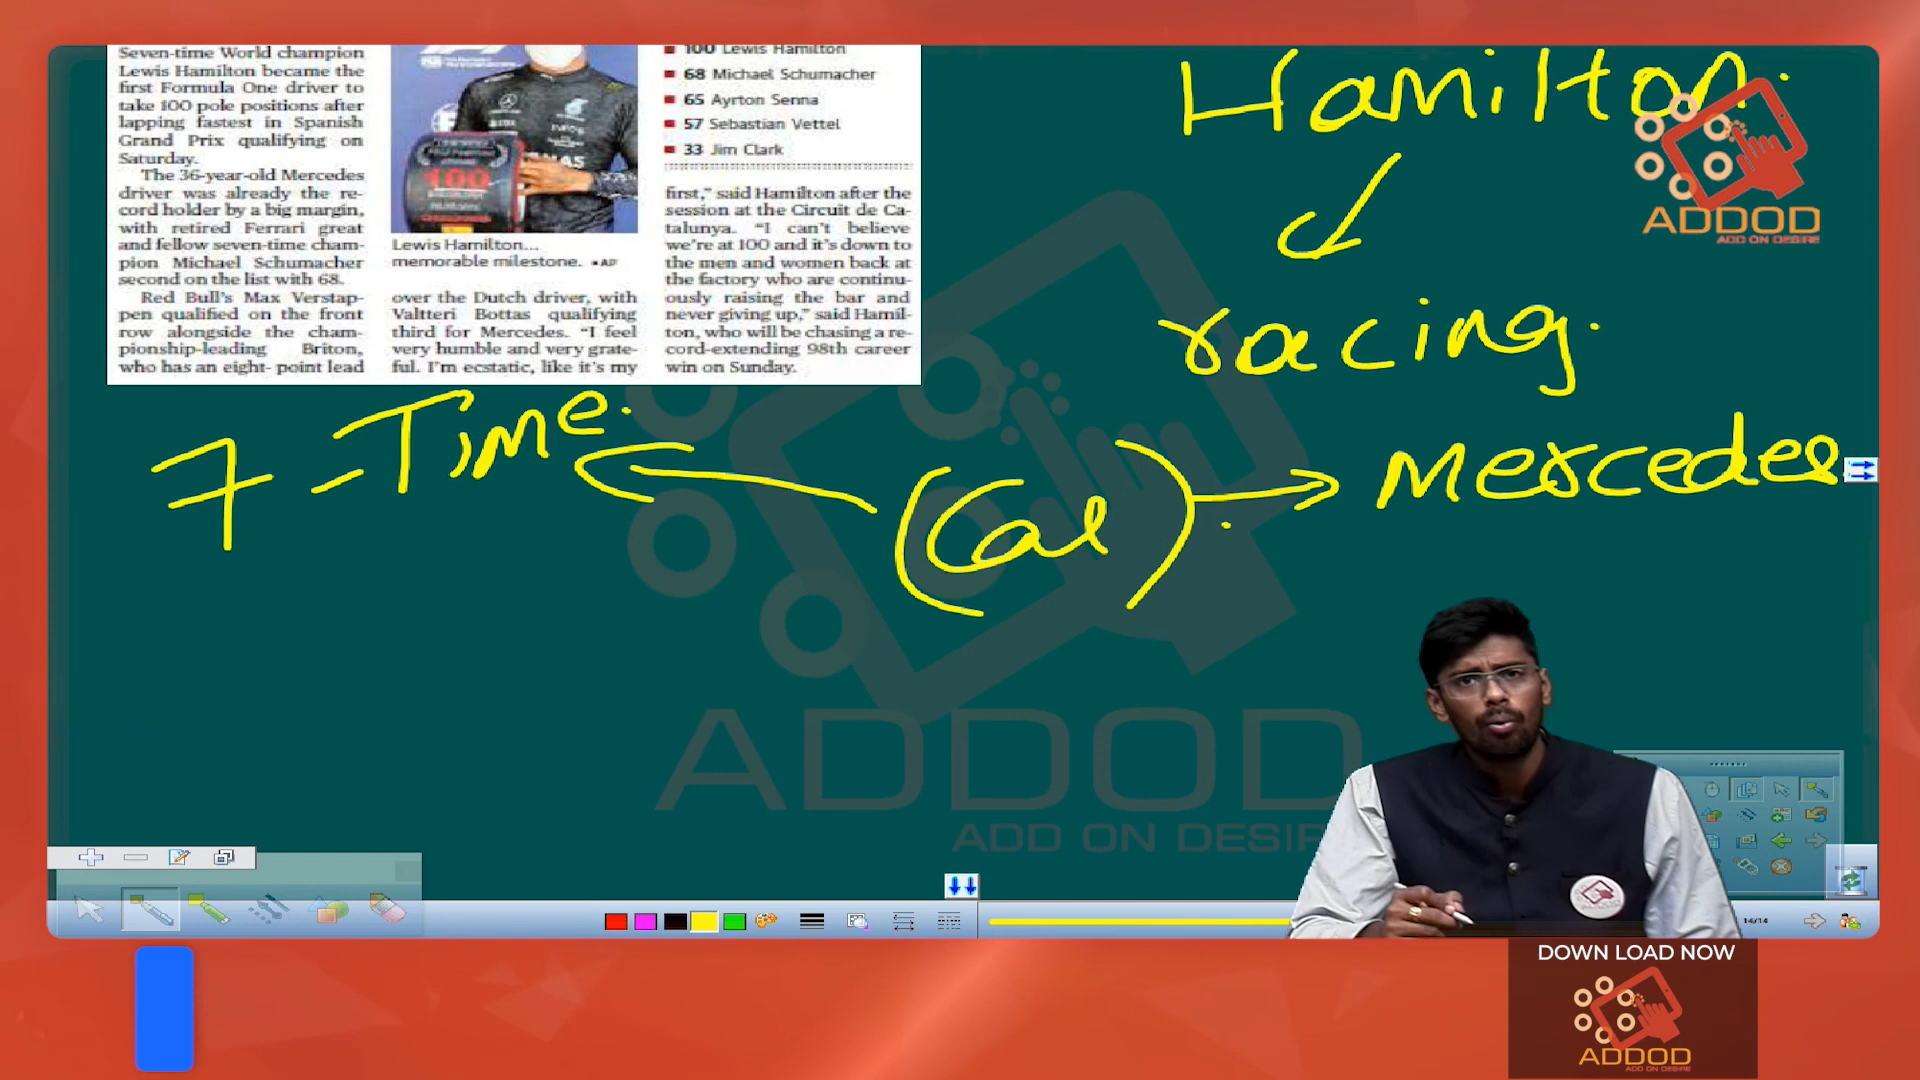 Seven-time World champion
Lewis Hamilton became the
first Formula One driver to
take 100 pole positions after
lapping fastest in Spanish
Grand Prix qualifying on
Saturday.
The 36-year-old Mercedes
driver was already the re-
cord holder by a big margin,
with retired Ferrari great
and fellow seven-time cham-
pion Michael Schumacher
second on the list with 68.
Red Bull's Max Verstap-
pen qualified on the front
row alongside the cham-
pionship-leading Briton,
who has an eight- point lead
100
Lewis Hamilton...
memorable milestone. •AP
over the Dutch driver, with
Valtteri Bottas qualifying
third for Mercedes. "I feel
very humble and very grate-
ful. I'm ecstatic, like it's my
100 Lewis Hamilton
68 Michael Schumacher
65 Ayrton Senna
57 Sebastian Vettel
33 Jim Clark
first," said Hamilton after the
session at the Circuit de Ca-
talunya. "I can't believe
we're at 100 and it's down to
the men and women back at
the factory who are continu-
ously raising the bar and
never giving up," said Hamil-
ton, who will be chasing a re-
cord-extending 98th career
win on Sunday.
Hamilton.
racing.
7-Time.
Mercedes
ADDOD
ADD ON DESIRE
ADDOD
ADD ON DESIR
14/14
DOWN LOAD NOW
ADDOD
ADD ON DESIRE